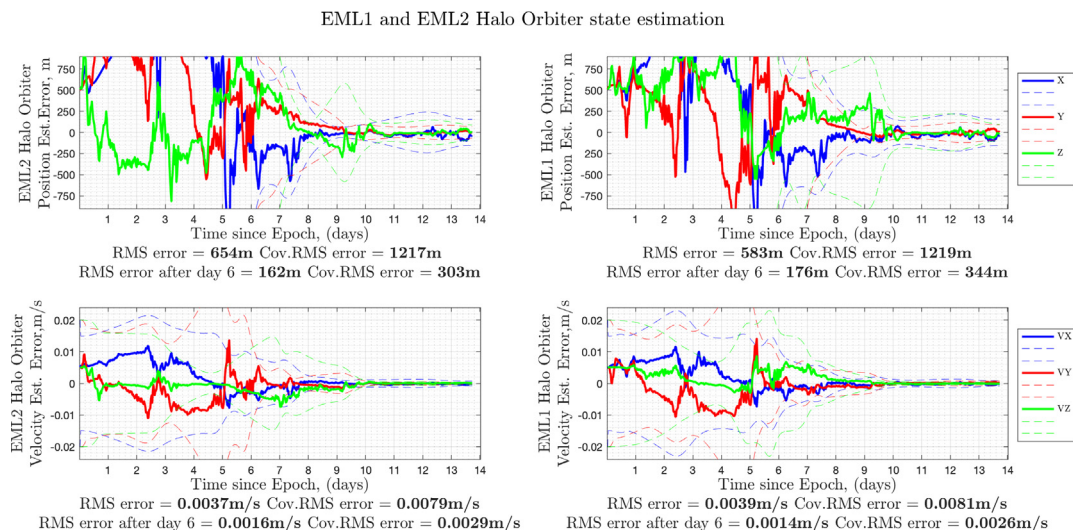 EML1 and EML2 Halo Orbiter state estimation
EML2 Halo Orbiter
Position Est.Error, m
750
500
250
0
-250
-500
-750
1 2 3 4 5 6 7 8 9 10 11 12 13 14
Time since Epoch, (days)
RMS error = 654m Cov.RMS error = 1217m
RMS error after day 6 = 162m Cov.RMS error = 303m
EML1 Halo Orbiter
Position Est. Error, m
750
500
250
0
-250
-500
-750
1 2 3 4 5 6 7 8 9 10 11 12 13 14
Time since Epoch, (days)
RMS error = 583m Cov.RMS error = 1219m
RMS error after day 6 = 176m Cov.RMS error = 344m
X
Y
Z
EML2 Halo Orbiter
Velocity Est. Error,m/s
0.02
0.01
0
-0.01
-0.02
1 2 3 4 5 6 7 8 9 10 11 12 13 14
Time since Epoch, (days)
RMS error = 0.0037m/s Cov.RMS error = 0.0079m/s
RMS error after day 6 = 0.0016m/s Cov.RMS error = 0.0029m/s
EML1 Halo Orbiter
Velocity Est. Error,m/s
0.02
0.01
0
-0.01
-0.02
1 2 3 4 5 6 7 8 9 10 11 12 13 14
Time since Epoch, (days)
RMS error = 0.0039m/s Cov.RMS error = 0.0081m/s
RMS error after day 6 = 0.0014m/s Cov.RMS error = 0.0026m/s
VX
VY
VZ